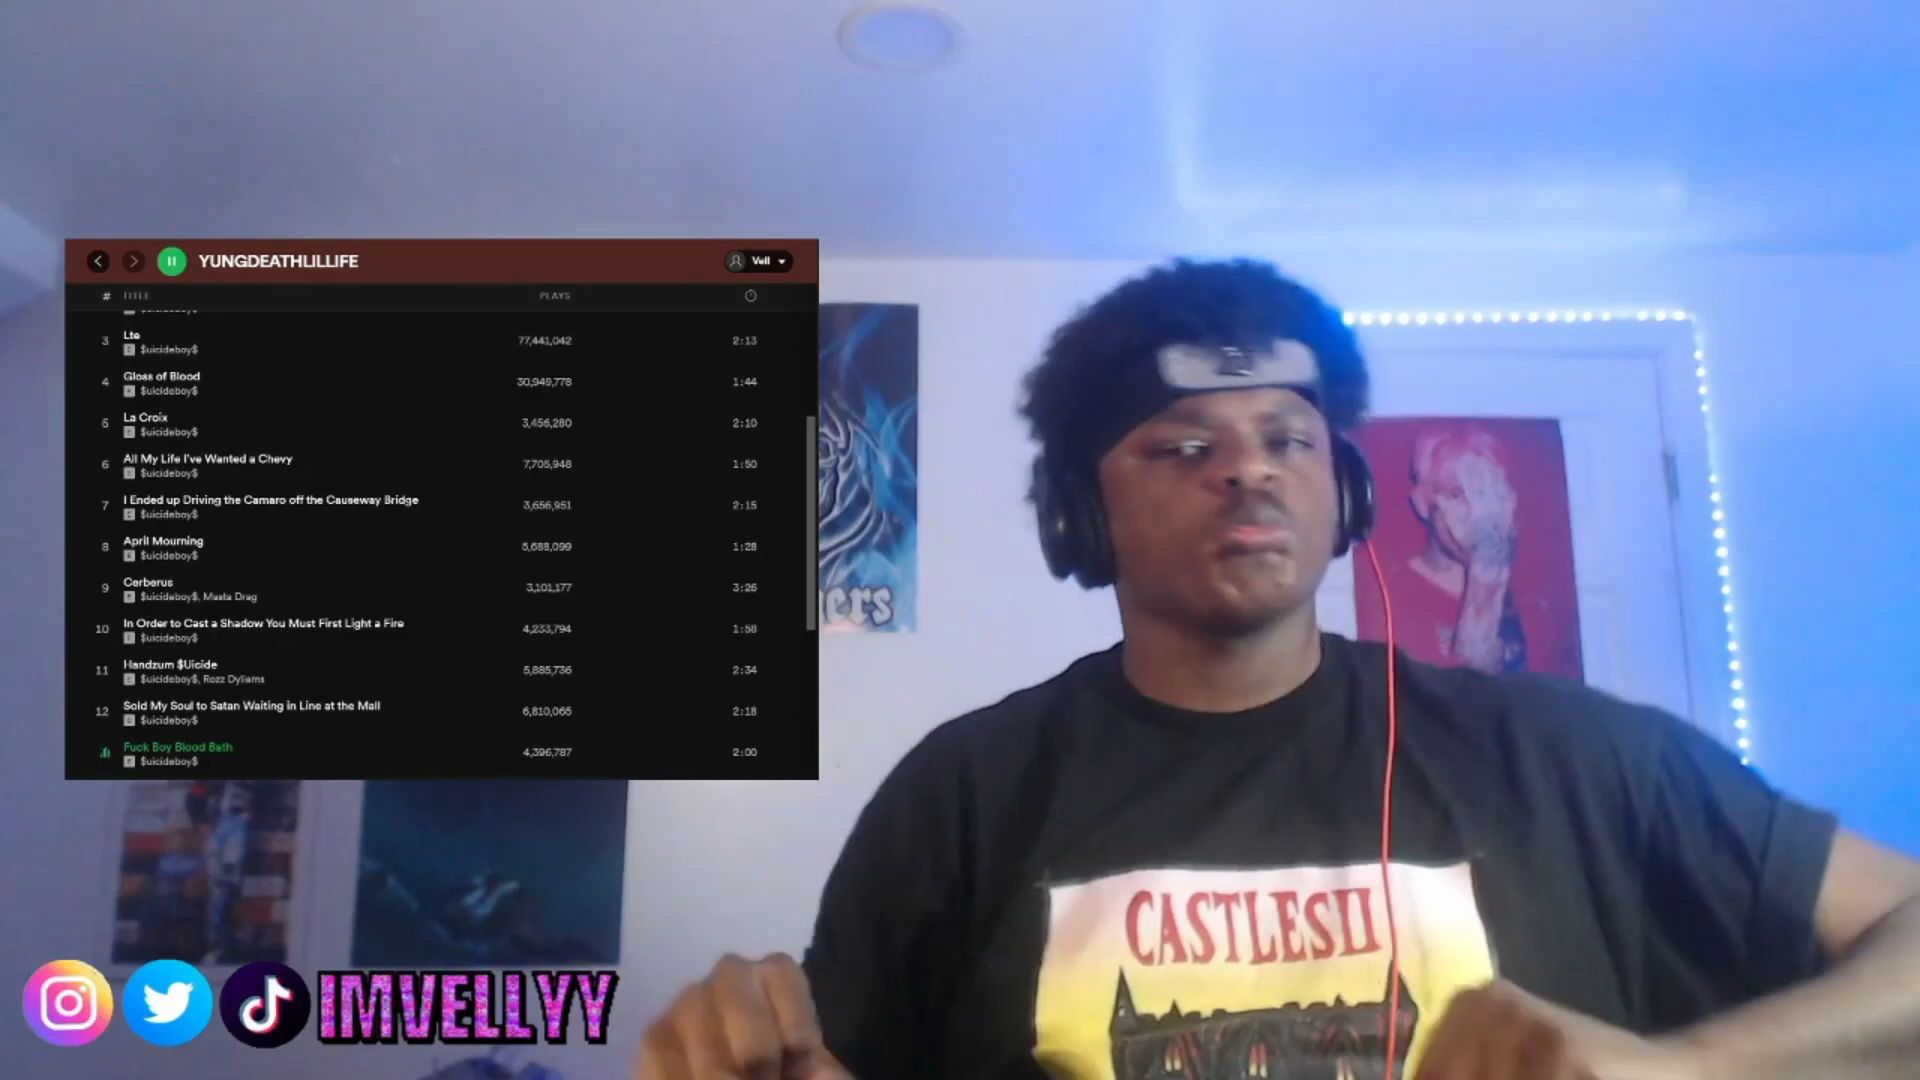 YUNGDEATHLILLIFE
Vell
# TITLE PLAYS
$uicideboy$
3 Lte 77,441,042 2:13
E $uicideboy$
4 Gloss of Blood 30,949,778 1:44
E $uicideboy$
5 La Croix 3,456,280 2:10
E $uicideboy$
6 All My Life I've Wanted a Chevy 7,705,948 1:50
E $uicideboy$
7 I Ended up Driving the Camaro off the Causeway Bridge 3,656,951 2:15
E $uicideboy$
8 April Mourning 5,688,099 1:28
E $uicideboy$
9 Cerberus 3,101,177 3:26
E $uicideboy$, Masta Drag
10 In Order to Cast a Shadow You Must First Light a Fire 4,233,794 1:58
E $uicideboy$
11 Handzum $Uicide 5,885,736 2:34
E $uicideboy$, Rozz Dyliams
12 Sold My Soul to Satan Waiting in Line at the Mall 6,810,065 2:18
E $uicideboy$
Fuck Boy Blood Bath 4,396,787 2:00
E $uicideboy$
ers
CASTLES II
IMVELLYY